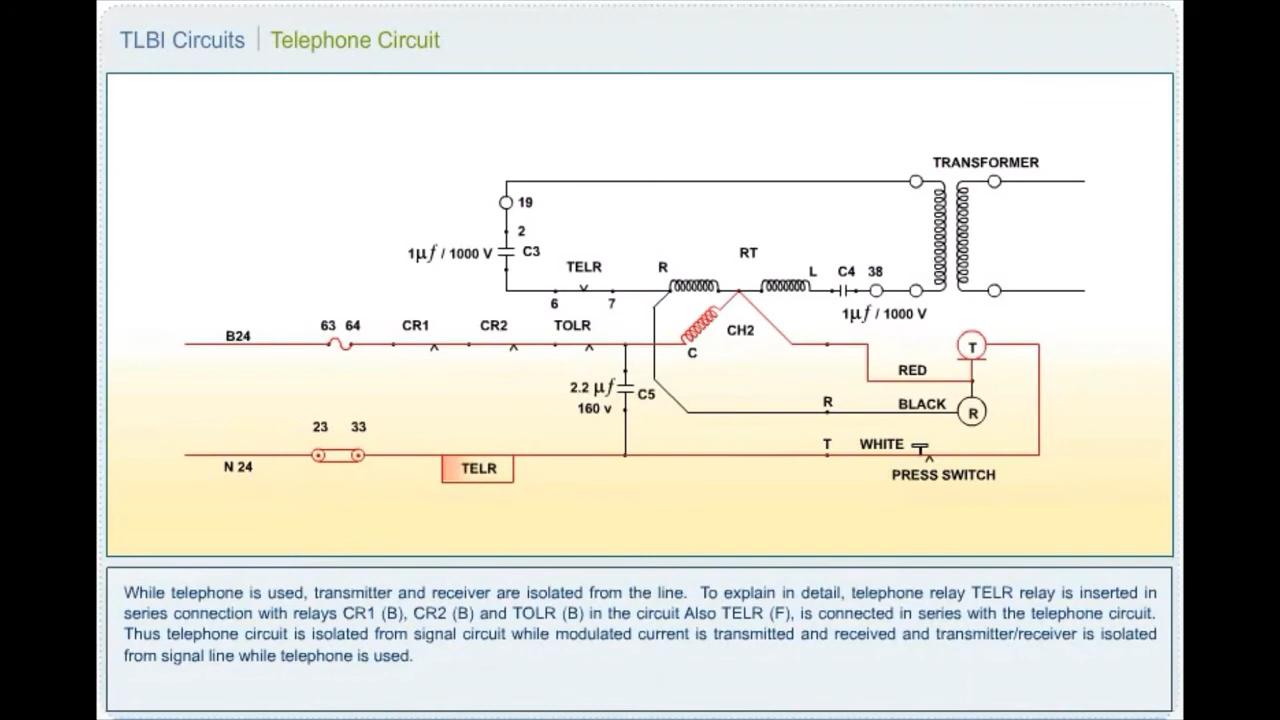 TLBI Circuits | Telephone Circuit
TRANSFORMER
19
2
1μf / 1000 V C3
TELR R RT L C4 38
6 7
1μf / 1000 V
63 64 CR1 CR2 TOLR CH2
B24
C
T
RED
2.2 μf C5
160 v
R BLACK R
23 33
T WHITE
N 24 TELR
PRESS SWITCH
While telephone is used, transmitter and receiver are isolated from the line. To explain in detail, telephone relay TELR relay is inserted in
series connection with relays CR1 (B), CR2 (B) and TOLR (B) in the circuit Also TELR (F), is connected in series with the telephone circuit.
Thus telephone circuit is isolated from signal circuit while modulated current is transmitted and received and transmitter/receiver is isolated
from signal line while telephone is used.